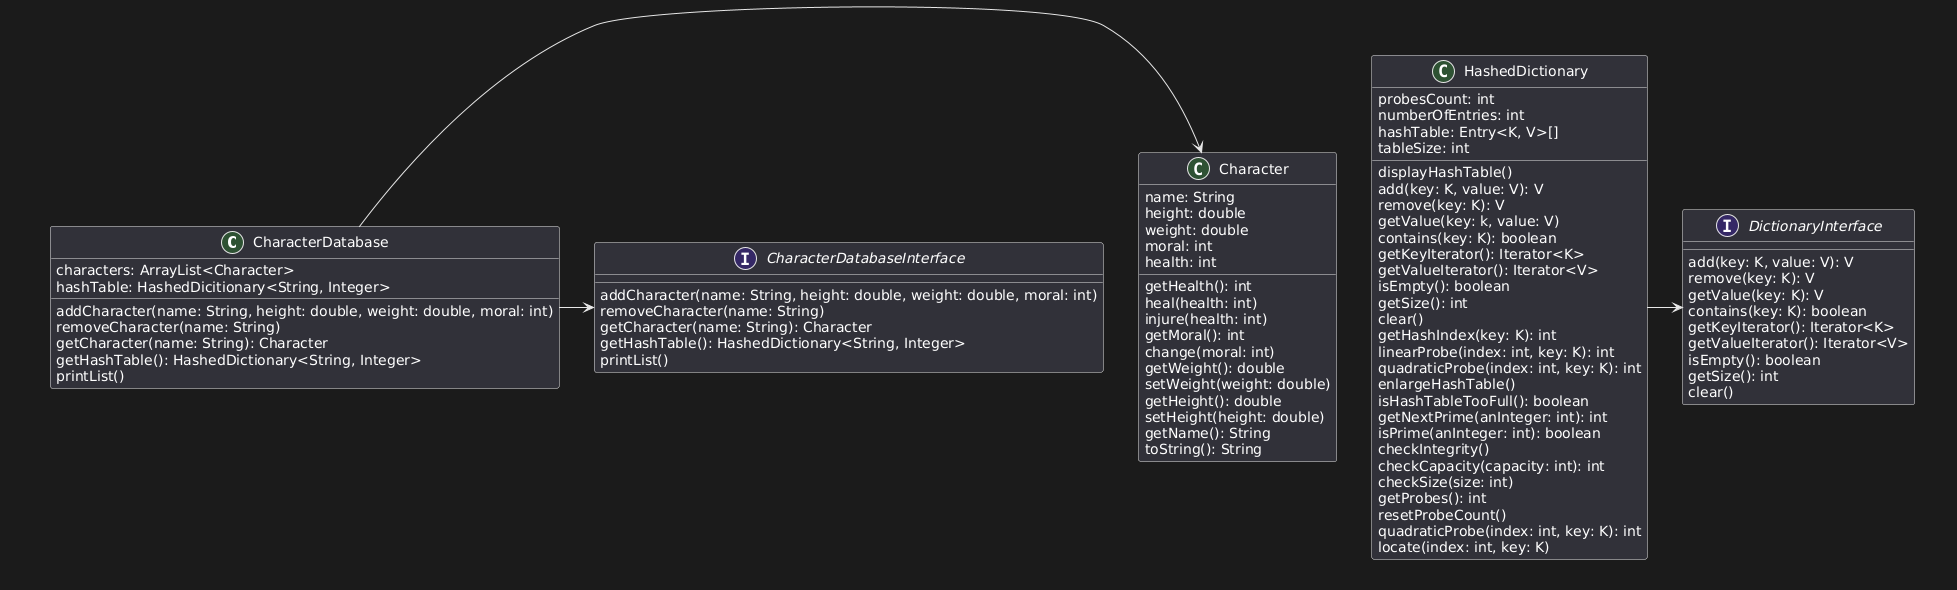 CharacterDatabase
characters: ArrayList<Character>
hashTable: HashedDicitionary<String, Integer>
addCharacter(name: String, height: double, weight: double, moral: int)
removeCharacter(name: String)
getCharacter(name: String): Character
getHashTable(): HashedDictionary<String, Integer>
printList()
CharacterDatabaseInterface
addCharacter(name: String, height: double, weight: double, moral: int)
removeCharacter(name: String)
getCharacter(name: String): Character
getHashTable(): HashedDictionary<String, Integer>
printList()
Character
name: String
height: double
weight: double
moral: int
health: int
getHealth(): int
heal(health: int)
injure(health: int)
getMoral(): int
change(moral: int)
getWeight(): double
setWeight(weight: double)
getHeight(): double
setHeight(height: double)
getName(): String
toString(): String
HashedDictionary
probesCount: int
numberOfEntries: int
hashTable: Entry<K, V>[]
tableSize: int
displayHashTable()
add(key: K, value: V): V
remove(key: K): V
getValue(key: k, value: V)
contains(key: K): boolean
getKeyIterator(): Iterator<K>
getValueIterator(): Iterator<V>
isEmpty(): boolean
getSize(): int
clear()
getHashIndex(key: K): int
linearProbe(index: int, key: K): int
quadraticProbe(index: int, key: K): int
enlargeHashTable()
isHashTableTooFull(): boolean
getNextPrime(anInteger: int): int
isPrime(anInteger: int): boolean
checkIntegrity()
checkCapacity(capacity: int): int
checkSize(size: int)
getProbes(): int
resetProbeCount()
quadraticProbe(index: int, key: K): int
locate(index: int, key: K)
DictionaryInterface
add(key: K, value: V): V
remove(key: K): V
getValue(key: K): V
contains(key: K): boolean
getKeyIterator(): Iterator<K>
getValueIterator(): Iterator<V>
isEmpty(): boolean
getSize(): int
clear()